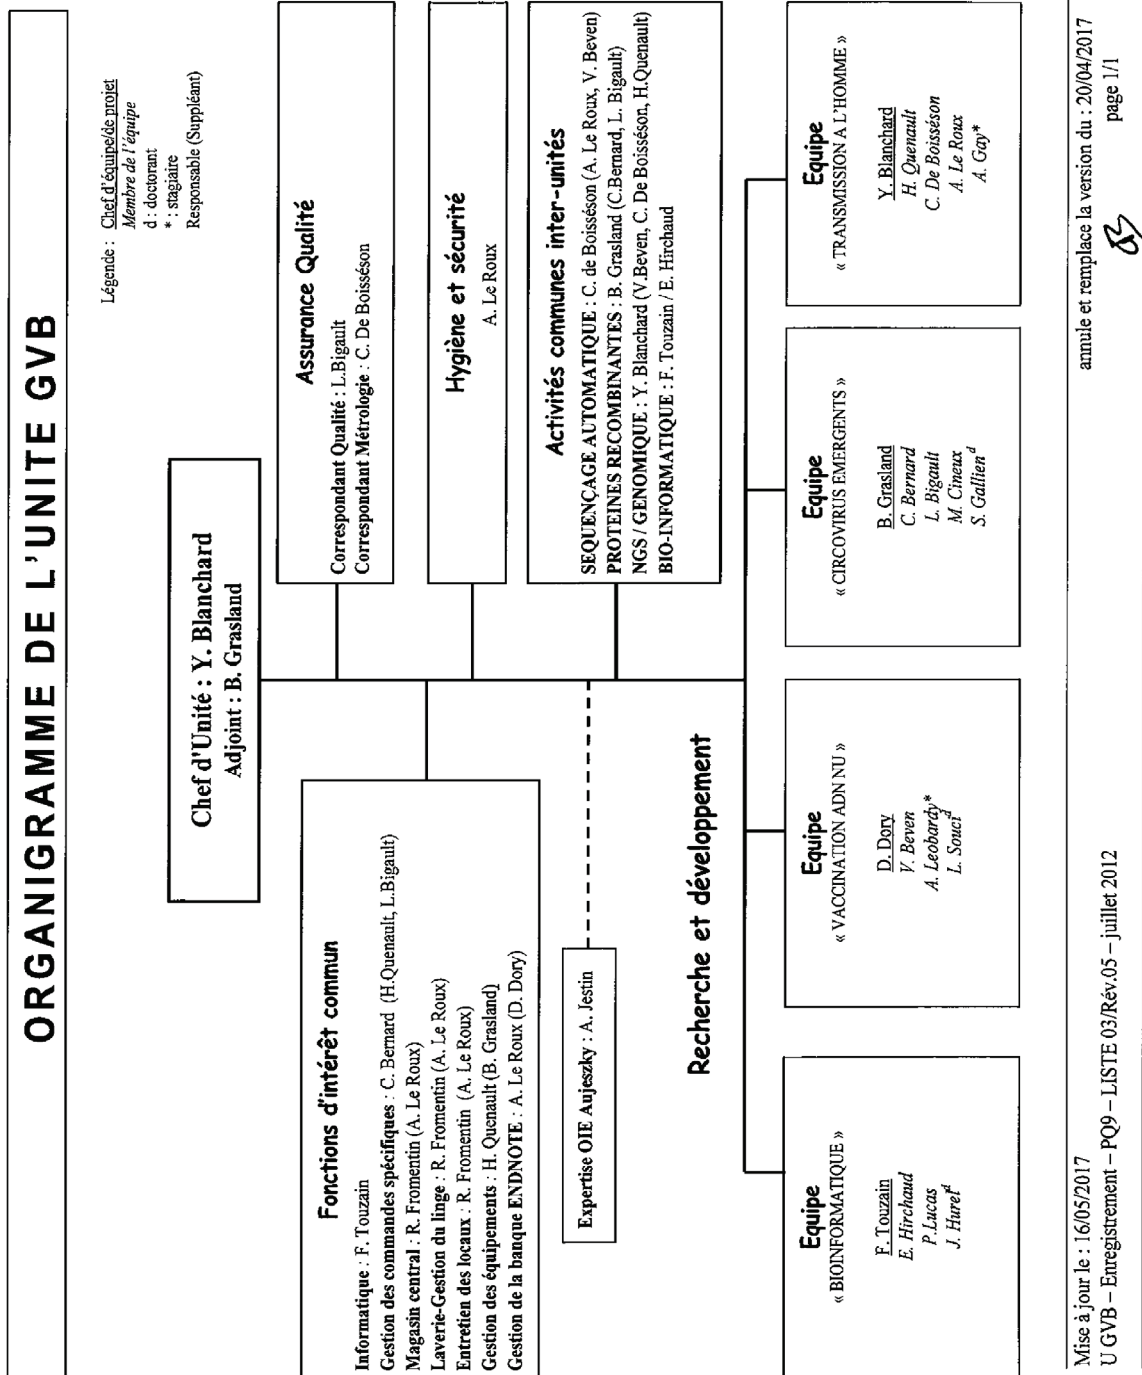 ORGANIGRAMME DE L'UNITE GVB
Légende : Chef d'équipe/de projet
Membre de l'équipe
d : doctorant
* : stagiaire
Responsable (Suppléant)
Chef d'Unité : Y. Blanchard
Adjoint : B. Grasland
Fonctions d'intérêt commun
Informatique : F. Touzain
Gestion des commandes spécifiques : C. Bernard (H.Quenault, L.Bigault)
Magasin central : R. Fromentin (A. Le Roux)
Laverie-Gestion du linge : R. Fromentin (A. Le Roux)
Entretien des locaux : R. Fromentin (A. Le Roux)
Gestion des équipements : H. Quenault (B. Grasland)
Gestion de la banque ENDNOTE : A. Le Roux (D. Dory)
Assurance Qualité
Correspondant Qualité : L.Bigault
Correspondant Métrologie : C. De Boisséson
Hygiène et sécurité
A. Le Roux
Activités communes inter-unités
SEQUENÇAGE AUTOMATIQUE : C. de Boisséson (A. Le Roux, V. Beven)
PROTEINES RECOMBINANTES : B. Grasland (C.Bernard, L. Bigault)
NGS / GENOMIQUE : Y. Blanchard (V.Beven, C. De Boisséson, H.Quenault)
BIO-INFORMATIQUE : F. Touzain / E. Hirchaud
Expertise OIE Aujeszky : A. Jestin
Recherche et développement
Equipe
« BIOINFORMATIQUE »
F. Touzain
E. Hirchaud
P.Lucas
J. Hurel d
Equipe
« VACCINATION ADN NU »
D. Dory
V. Beven
A. Leobardy*
L. Souci d
Equipe
« CIRCOVIRUS EMERGENTS »
B. Grasland
C. Bernard
L. Bigault
M. Cineux
S. Gallien d
Equipe
« TRANSMISSION A L'HOMME »
Y. Blanchard
H. Quenault
C. De Boisséson
A. Le Roux
A. Gay*
Mise à jour le : 16/05/2017
annule et remplace la version du : 20/04/2017
U GVB – Enregistrement – PQ9 – LISTE 03/Rév.05 – juillet 2012
page 1/1